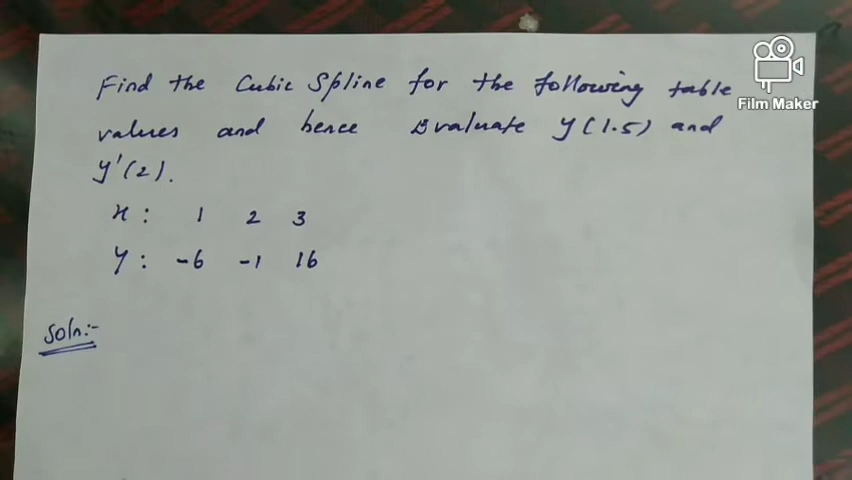 Find the Cubic Spline for the following table
values and hence Evaluate y(1.5) and
y'(2).
x: 1 2 3
y: -6 -1 16
Soln:-
Film Maker